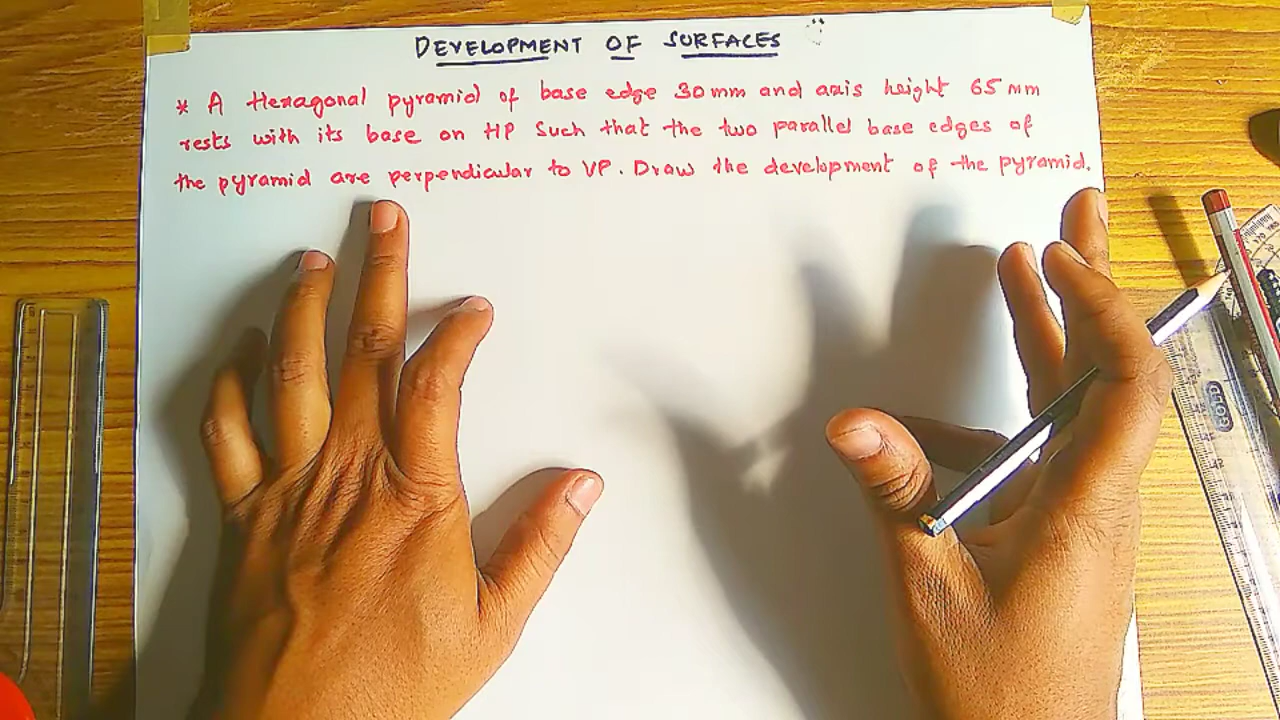 DEVELOPMENT OF SURFACES
* A Hexagonal pyramid of base edge 30mm and axis height 65 mm
rests with its base on HP Such that the two parallel base edges of
the pyramid are perpendicular to VP. Draw the development of the pyramid.